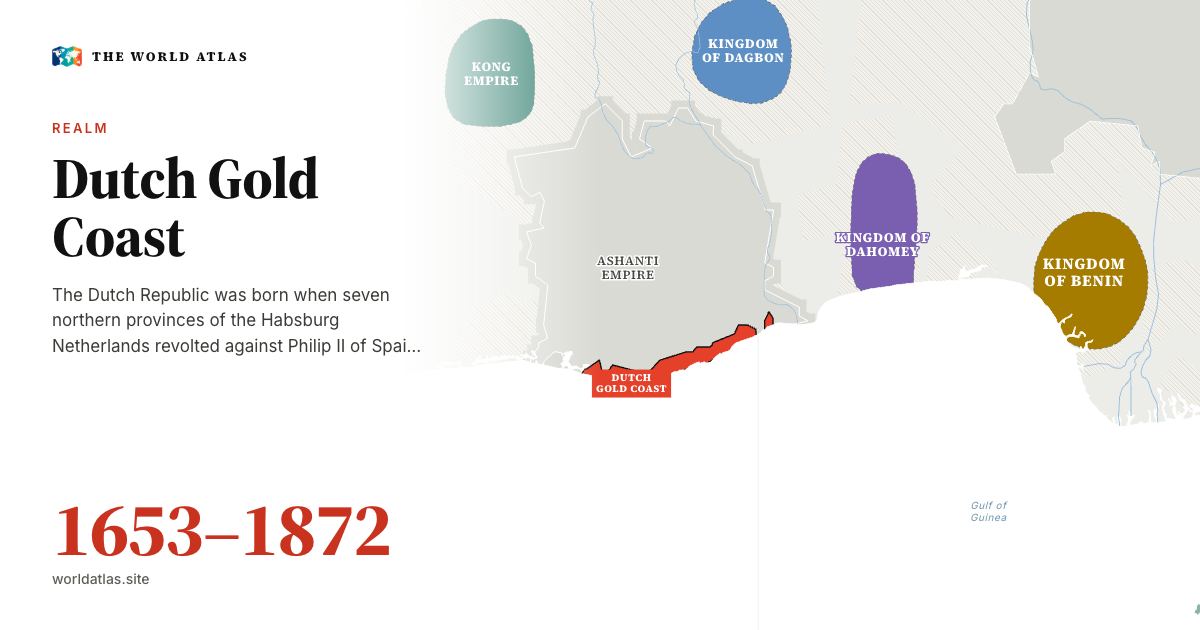 THE WORLD ATLAS
REALM
Dutch Gold
Coast
The Dutch Republic was born when seven
northern provinces of the Habsburg
Netherlands revolted against Philip II of Spai…
1653–1872
worldatlas.site
KONG
EMPIRE
KINGDOM
OF DAGBON
ASHANTI
EMPIRE
KINGDOM OF
DAHOMEY
KINGDOM
OF BENIN
DUTCH
GOLD COAST
Gulf of
Guinea